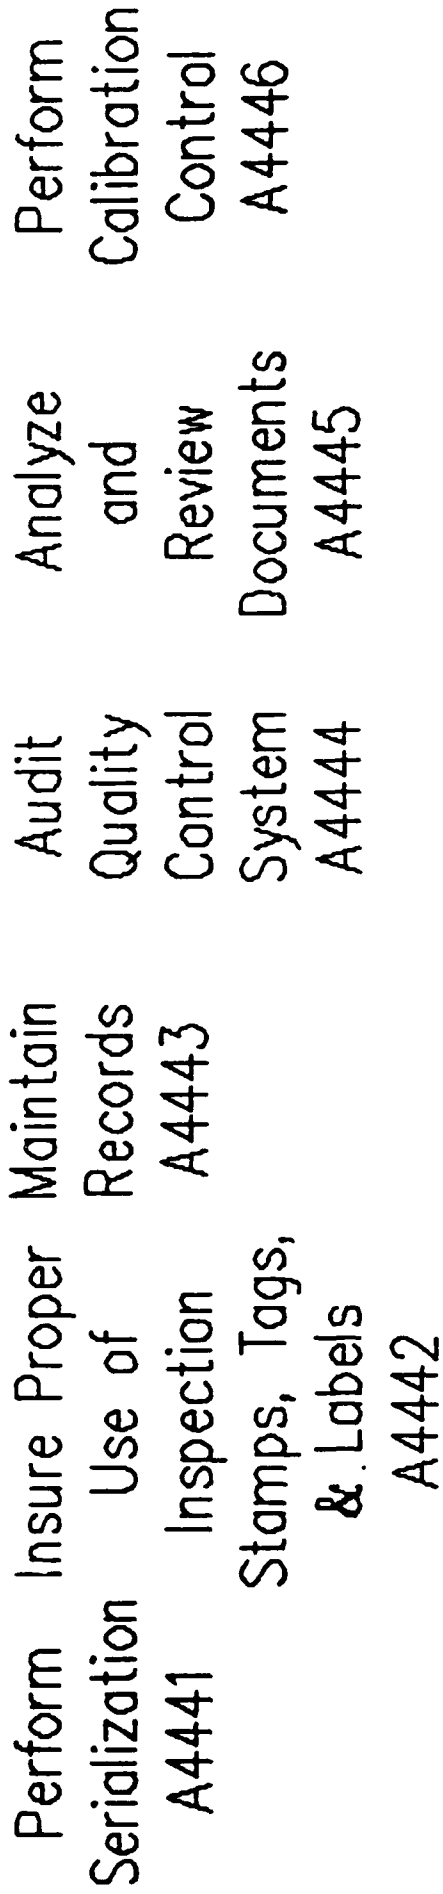 Perform
Serialization
A4441
Insure Proper
Use of
Inspection
Stamps, Tags,
& Labels
A4442
Maintain
Records
A4443
Audit
Quality
Control
System
A4444
Analyze
and
Review
Documents
A4445
Perform
Calibration
Control
A4446